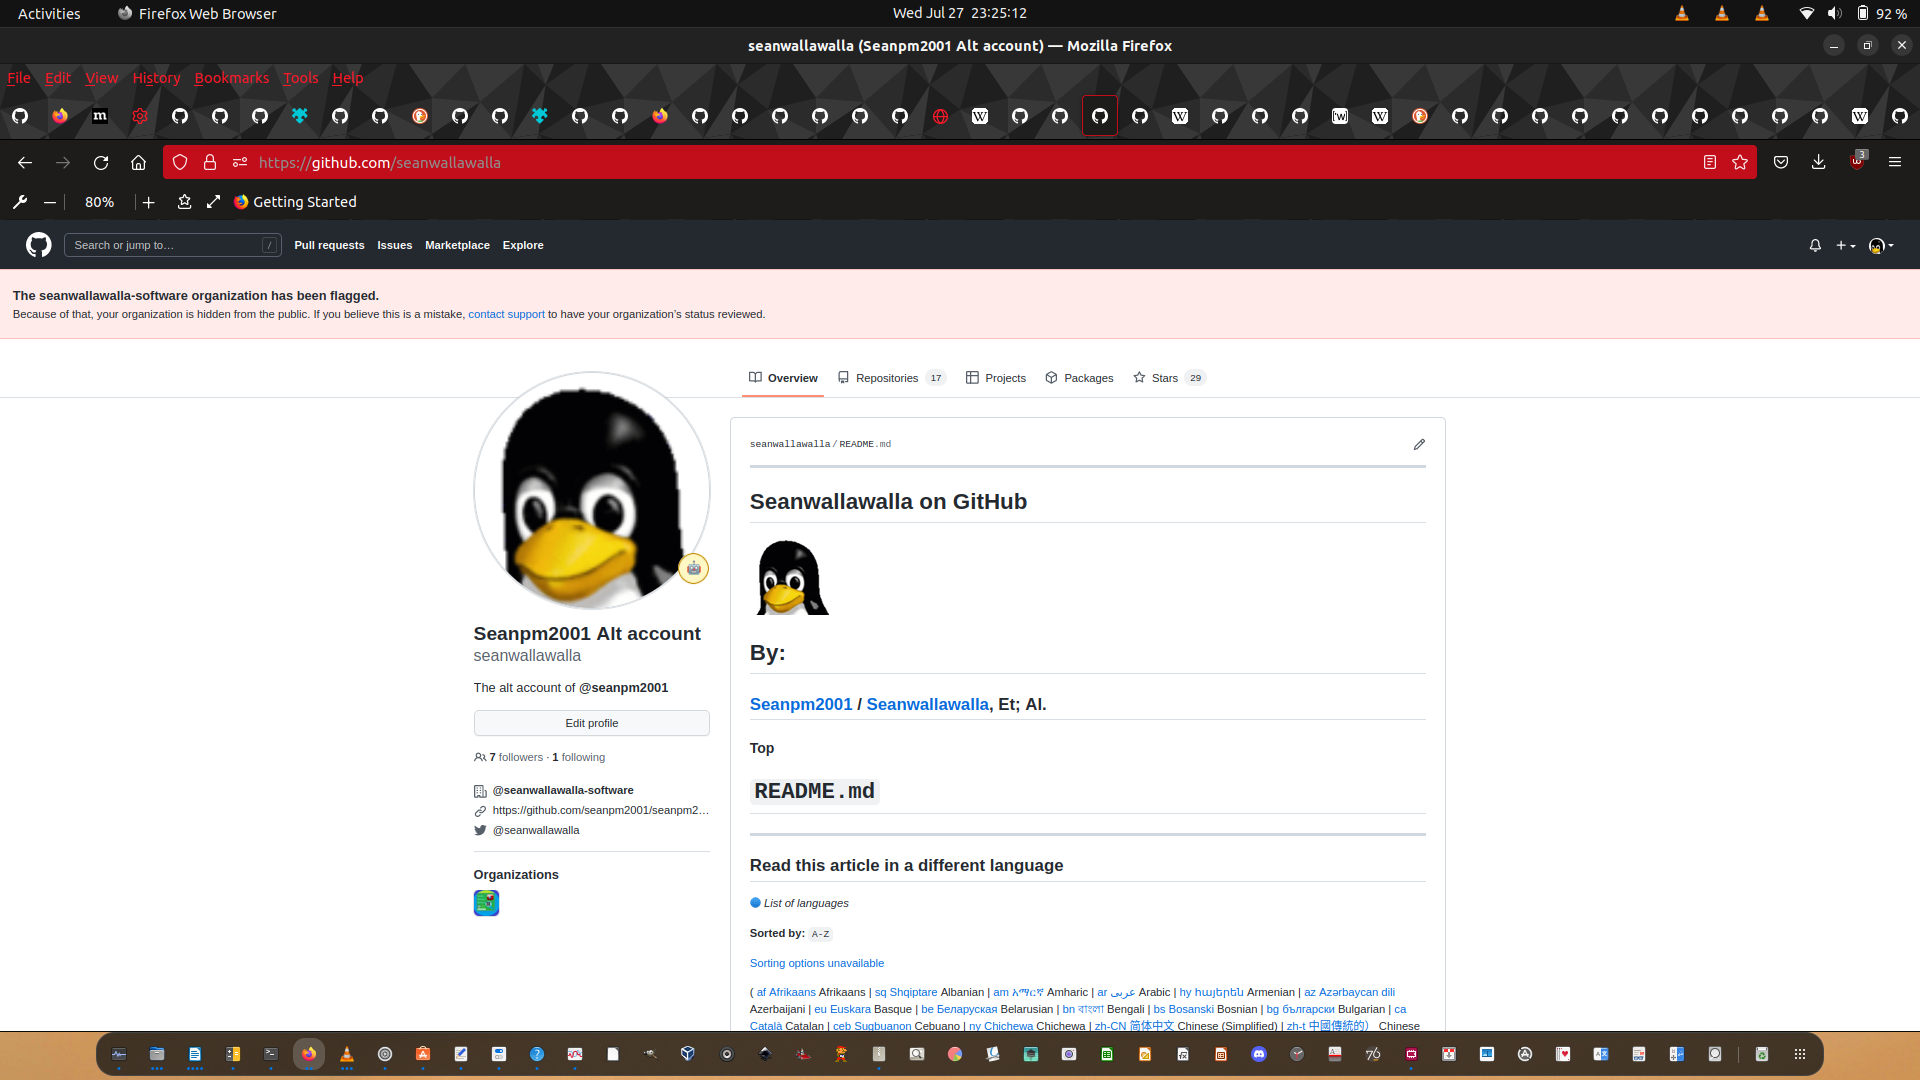 Activities
Firefox Web Browser
Wed Jul 27 23:25:12
92 %
seanwallawalla (Seanpm2001 Alt account) — Mozilla Firefox
File Edit View History Bookmarks Tools Help
https://github.com/seanwallawalla
3
80%
Getting Started
Search or jump to…
/
Pull requests Issues Marketplace Explore
The seanwallawalla-software organization has been flagged.
Because of that, your organization is hidden from the public. If you believe this is a mistake, contact support to have your organization's status reviewed.
Overview
Repositories 17
Projects
Packages
Stars 29
Seanpm2001 Alt account
seanwallawalla
The alt account of @seanpm2001
Edit profile
7 followers · 1 following
@seanwallawalla-software
https://github.com/seanpm2001/seanpm2...
@seanwallawalla
Organizations
seanwallawalla/README.md
Seanwallawalla on GitHub
By:
Seanpm2001 / Seanwallawalla, Et; Al.
Top
README.md
Read this article in a different language
List of languages
Sorted by: A-Z
Sorting options unavailable
( af Afrikaans Afrikaans | sq Shqiptare Albanian | am አማርኛ Amharic | ar عربى Arabic | hy հայերեն Armenian | az Azərbaycan dili
Azerbaijani | eu Euskara Basque | be Беларуская Belarusian | bn বাংলা Bengali | bs Bosanski Bosnian | bg български Bulgarian | ca
Català Catalan | ceb Sugbuanon Cebuano | ny Chichewa Chichewa | zh-CN 简体中文 Chinese (Simplified) | zh-t 中國傳統的） Chinese